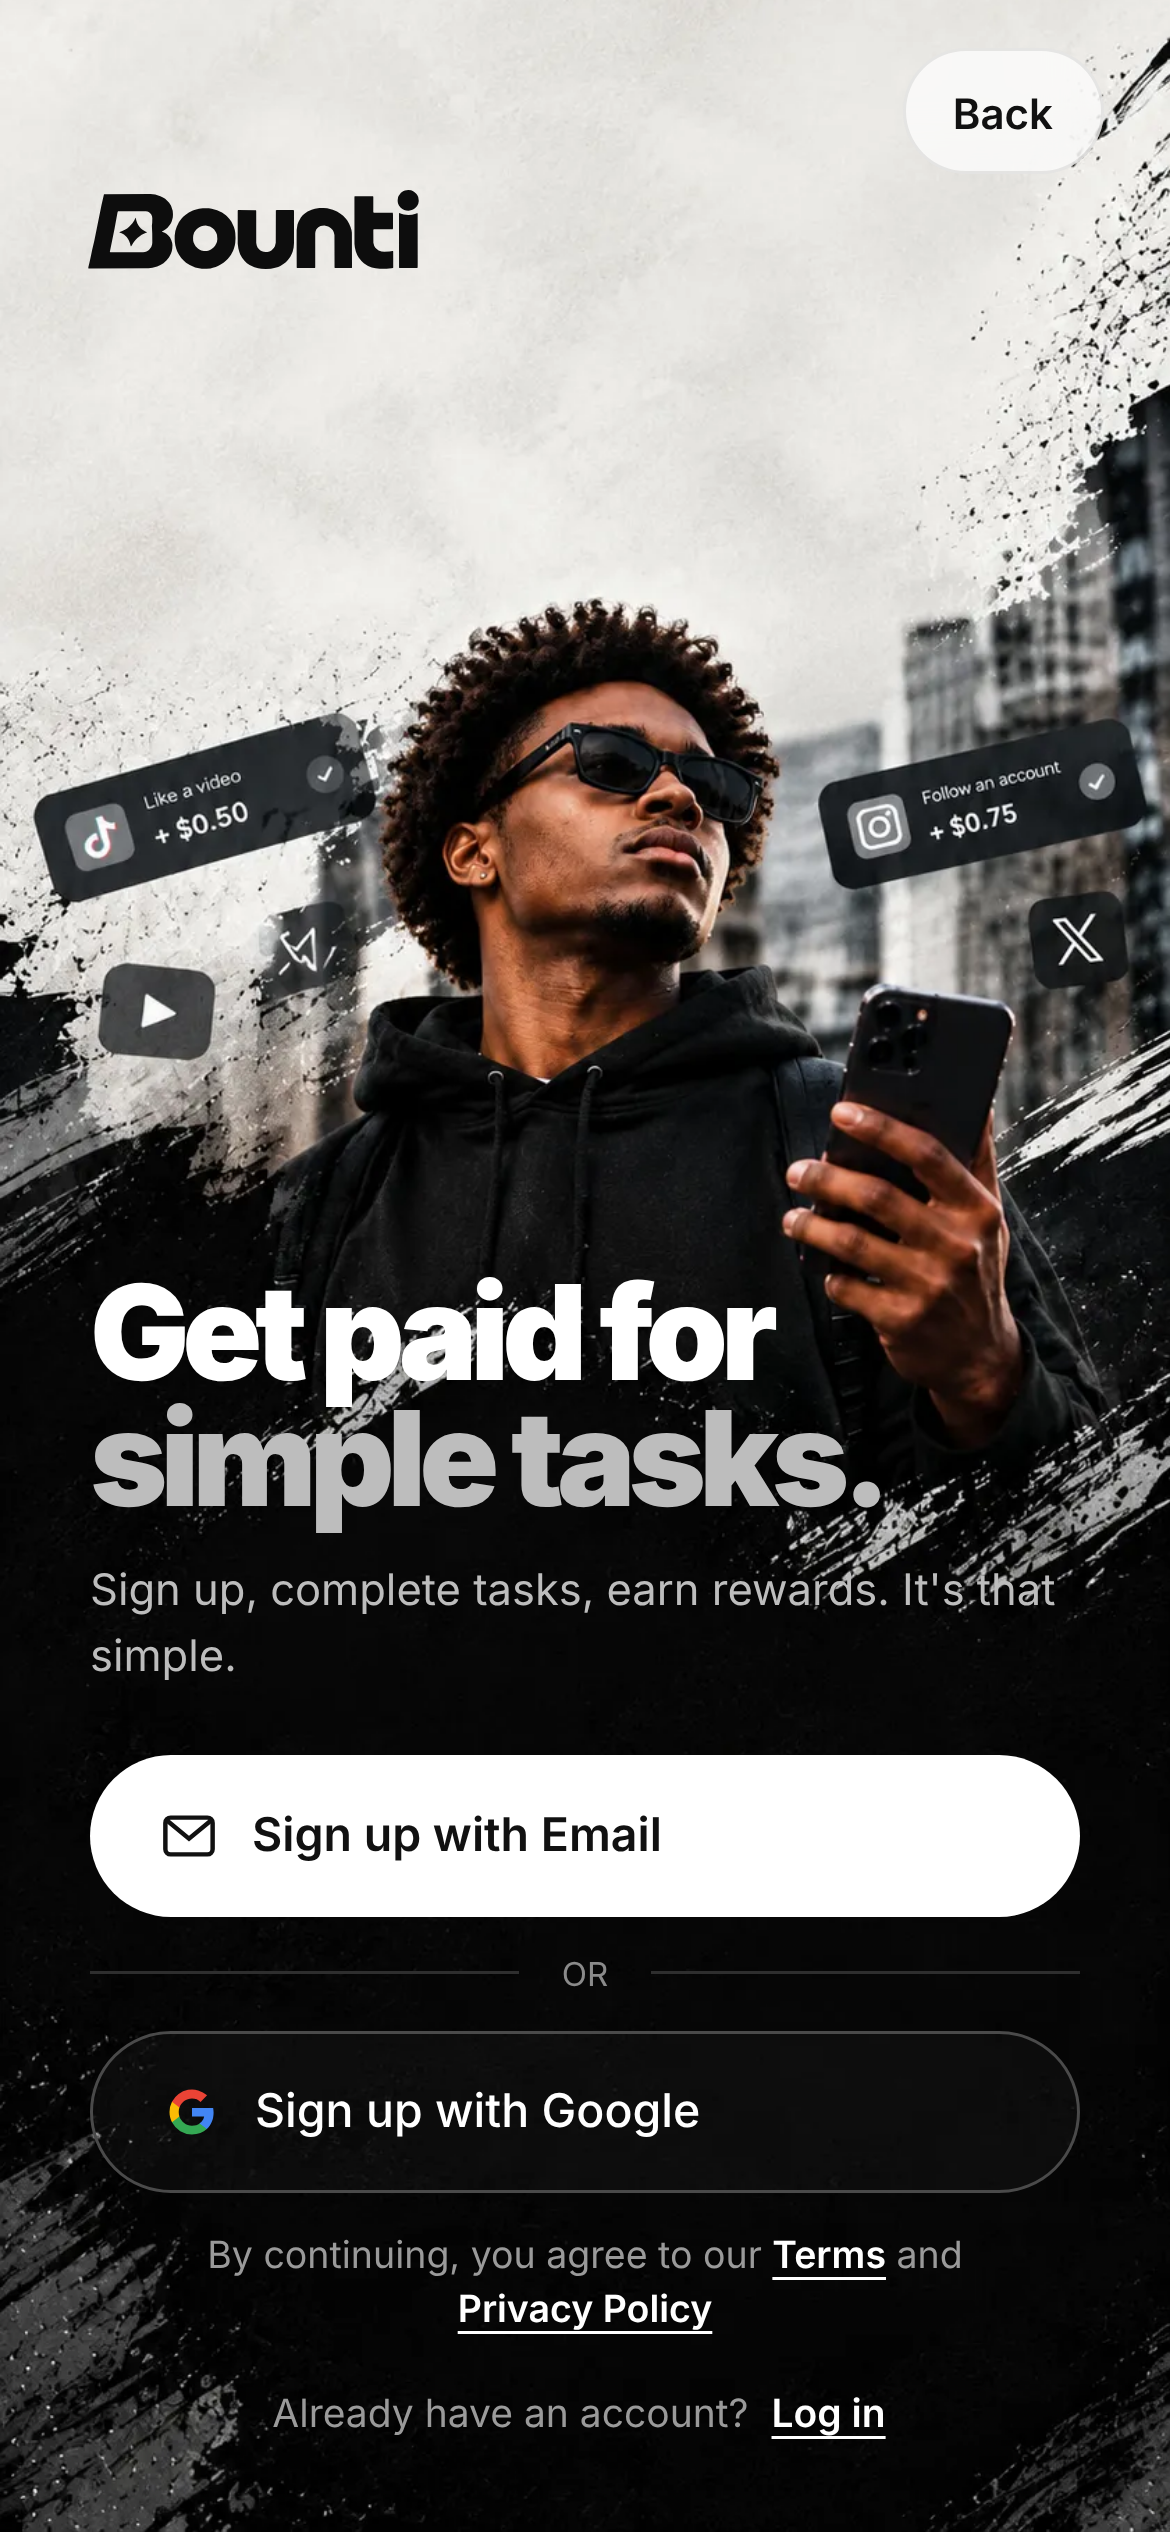 Back
Bounti
Like a video
+ $0.50
Follow an account
+ $0.75
Get paid for
simple tasks.
Sign up, complete tasks, earn rewards. It's that
simple.
Sign up with Email
OR
Sign up with Google
By continuing, you agree to our Terms and
Privacy Policy
Already have an account? Log in